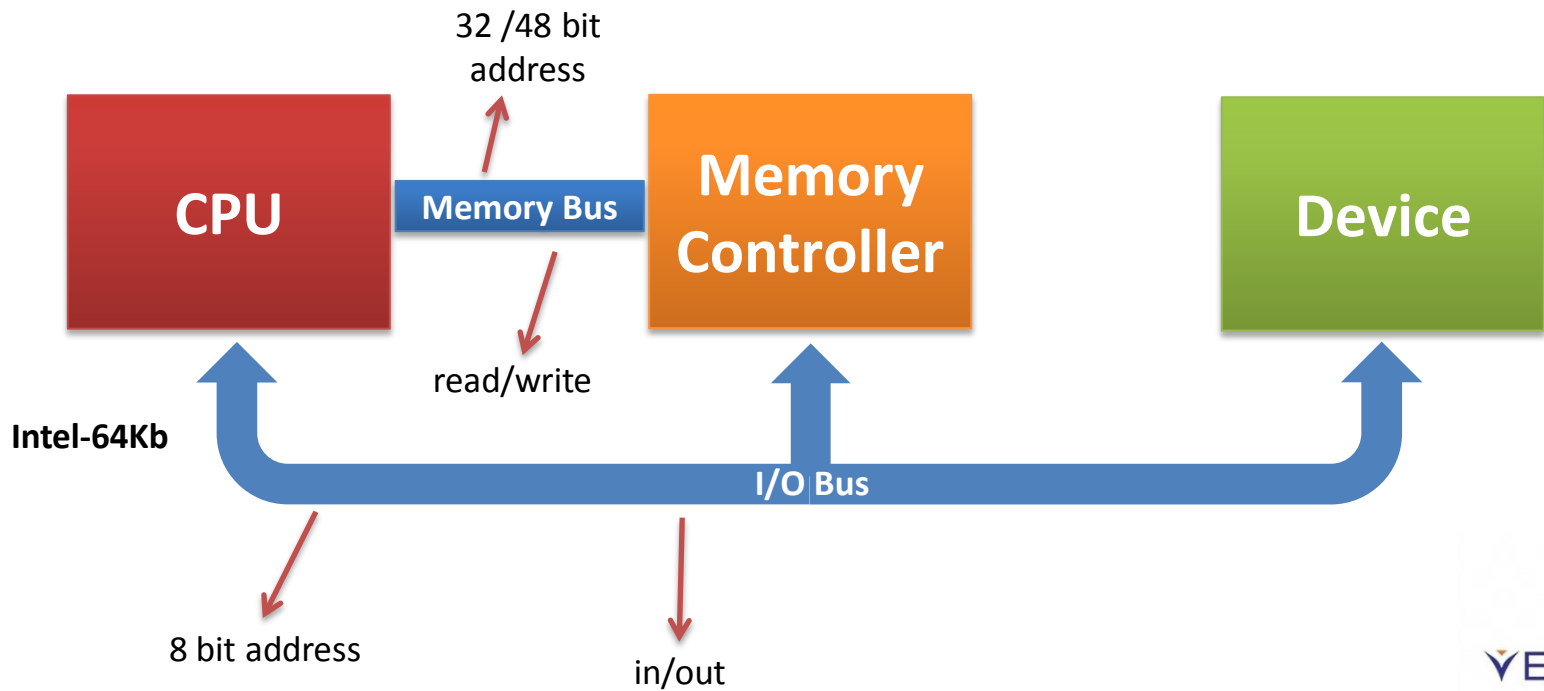 32 /48 bit
address
CPU
Memory Bus
Memory
Controller
Device
read/write
Intel-64Kb
I/O Bus
8 bit address
in/out